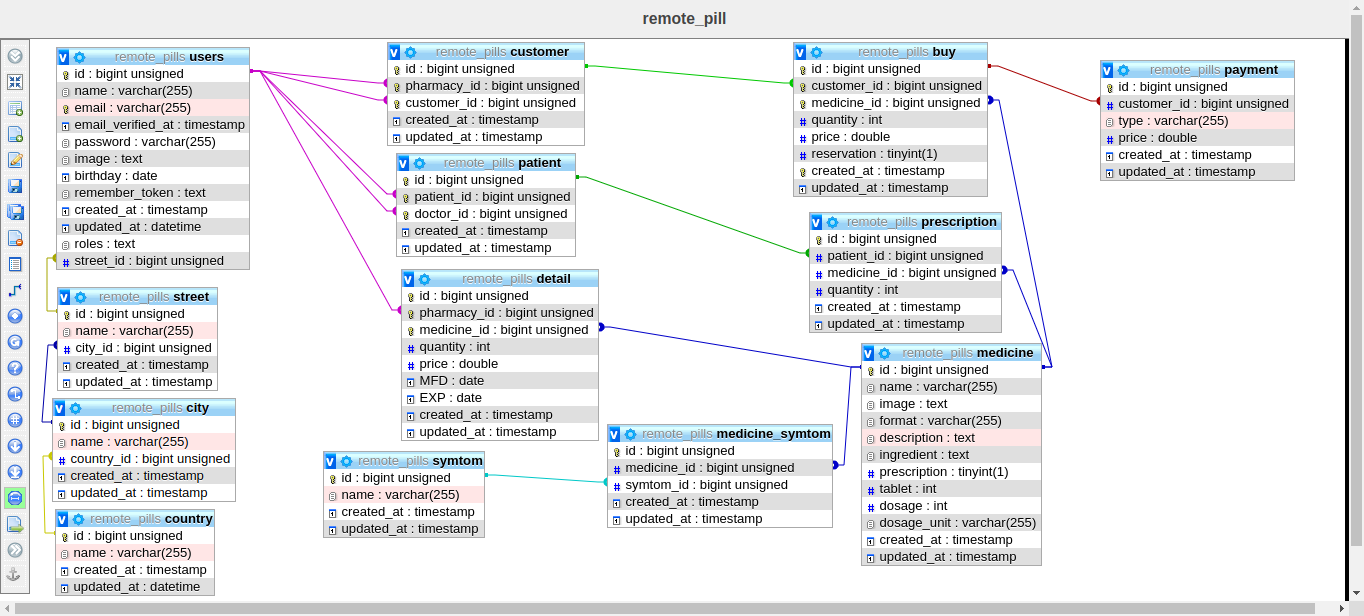 remote_pill
remote_pills users
id : bigint unsigned
name : varchar(255)
email : varchar(255)
email_verified_at : timestamp
password : varchar(255)
image : text
birthday : date
remember_token : text
created_at : timestamp
updated_at : datetime
roles : text
street_id : bigint unsigned
remote_pills street
id : bigint unsigned
name : varchar(255)
city_id : bigint unsigned
created_at : timestamp
updated_at : timestamp
remote_pills city
id : bigint unsigned
name : varchar(255)
country_id : bigint unsigned
created_at : timestamp
updated_at : timestamp
remote_pills country
id : bigint unsigned
name : varchar(255)
created_at : timestamp
updated_at : datetime
remote_pills customer
id : bigint unsigned
pharmacy_id : bigint unsigned
customer_id : bigint unsigned
created_at : timestamp
updated_at : timestamp
remote_pills patient
id : bigint unsigned
patient_id : bigint unsigned
doctor_id : bigint unsigned
created_at : timestamp
updated_at : timestamp
remote_pills detail
id : bigint unsigned
pharmacy_id : bigint unsigned
medicine_id : bigint unsigned
quantity : int
price : double
MFD : date
EXP : date
created_at : timestamp
updated_at : timestamp
remote_pills symtom
id : bigint unsigned
name : varchar(255)
created_at : timestamp
updated_at : timestamp
remote_pills medicine_symtom
id : bigint unsigned
medicine_id : bigint unsigned
symtom_id : bigint unsigned
created_at : timestamp
updated_at : timestamp
remote_pills buy
id : bigint unsigned
customer_id : bigint unsigned
medicine_id : bigint unsigned
quantity : int
price : double
reservation : tinyint(1)
created_at : timestamp
updated_at : timestamp
remote_pills prescription
id : bigint unsigned
patient_id : bigint unsigned
medicine_id : bigint unsigned
quantity : int
created_at : timestamp
updated_at : timestamp
remote_pills medicine
id : bigint unsigned
name : varchar(255)
image : text
format : varchar(255)
description : text
ingredient : text
prescription : tinyint(1)
tablet : int
dosage : int
dosage_unit : varchar(255)
created_at : timestamp
updated_at : timestamp
remote_pills payment
id : bigint unsigned
customer_id : bigint unsigned
type : varchar(255)
price : double
created_at : timestamp
updated_at : timestamp